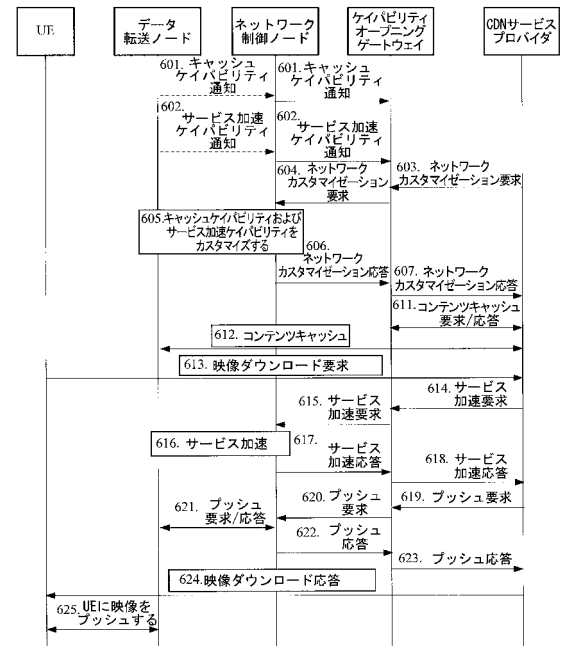 UE
データ
転送ノード
ネットワーク
制御ノード
ケイパビリティ
オープニング
ゲートウェイ
CDNサービス
プロバイダ
601. キャッシュ
ケイパビリティ
通知
601. キャッシュ
ケイパビリティ
通知
602.
サービス加速
ケイパビリティ
通知
602.
サービス加速
ケイパビリティ
通知
603. ネットワーク
カスタマイゼーション要求
604. ネットワーク
カスタマイゼーション
要求
605.キャッシュケイパビリティおよび
サービス加速ケイパビリティを
カスタマイズする
606.
ネットワーク
カスタマイゼーション応答
607. ネットワーク
カスタマイゼーション応答
611.コンテンツキャッシュ
要求/応答
612. コンテンツキャッシュ
613. 映像ダウンロード要求
614. サービス
加速要求
615. サービス
加速要求
616. サービス加速
617.
サービス
加速応答
618. サービス
加速応答
619. プッシュ要求
620. プッシュ
要求
621. プッシュ
要求/応答
622. プッシュ
応答
623. プッシュ応答
624.映像ダウンロード応答
625. UEに映像を
プッシュする